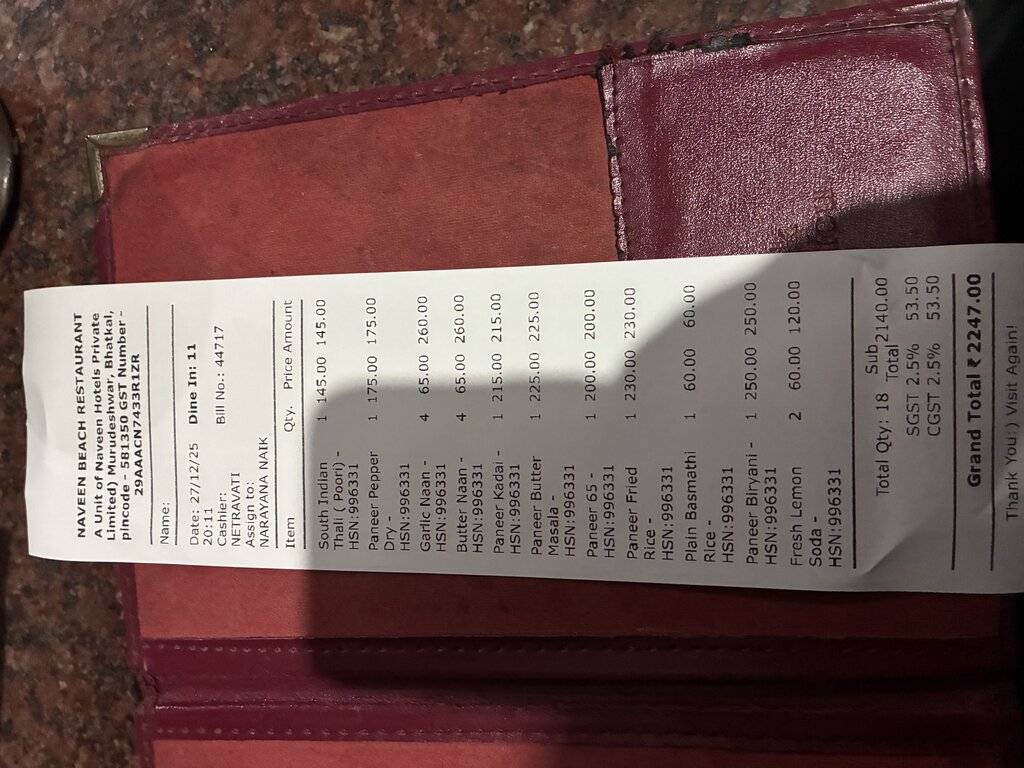 NAVEEN BEACH RESTAURANT
A Unit of Naveen Hotels Private
Limited) Murudeshwar, Bhatkal,
pincode - 581350 GST Number -
29AAACN7433R1ZR
Name:
Date: 27/12/25 Dine In: 11
20:11
Cashier: Bill No.: 44717
NETRAVATI
Assign to:
NARAYANA NAIK
Item Qty. Price Amount
South Indian 1 145.00 145.00
Thali ( Poori) -
HSN:996331
Paneer Pepper 1 175.00 175.00
Dry -
HSN:996331
Garlic Naan - 4 65.00 260.00
HSN:996331
Butter Naan - 4 65.00 260.00
HSN:996331
Paneer Kadai - 1 215.00 215.00
HSN:996331
Paneer Butter 1 225.00 225.00
Masala -
HSN:996331
Paneer 65 - 1 200.00 200.00
HSN:996331
Paneer Fried 1 230.00 230.00
Rice -
HSN:996331
Plain Basmathi 1 60.00 60.00
Rice -
HSN:996331
Paneer Biryani - 1 250.00 250.00
HSN:996331
Fresh Lemon 2 60.00 120.00
Soda -
HSN:996331
Total Qty: 18 Sub Total 2140.00
SGST 2.5% 53.50
CGST 2.5% 53.50
Grand Total ₹ 2247.00
Thank You:) Visit Again!